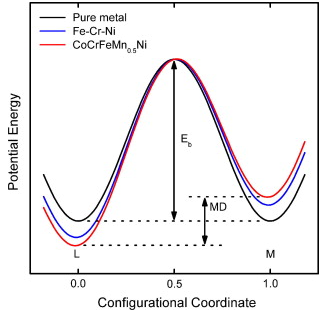 Pure metal
Fe-Cr-Ni
CoCrFeMn0.5Ni
Potential Energy
Eb
MD
L
M
0.0
0.5
1.0
Configurational Coordinate